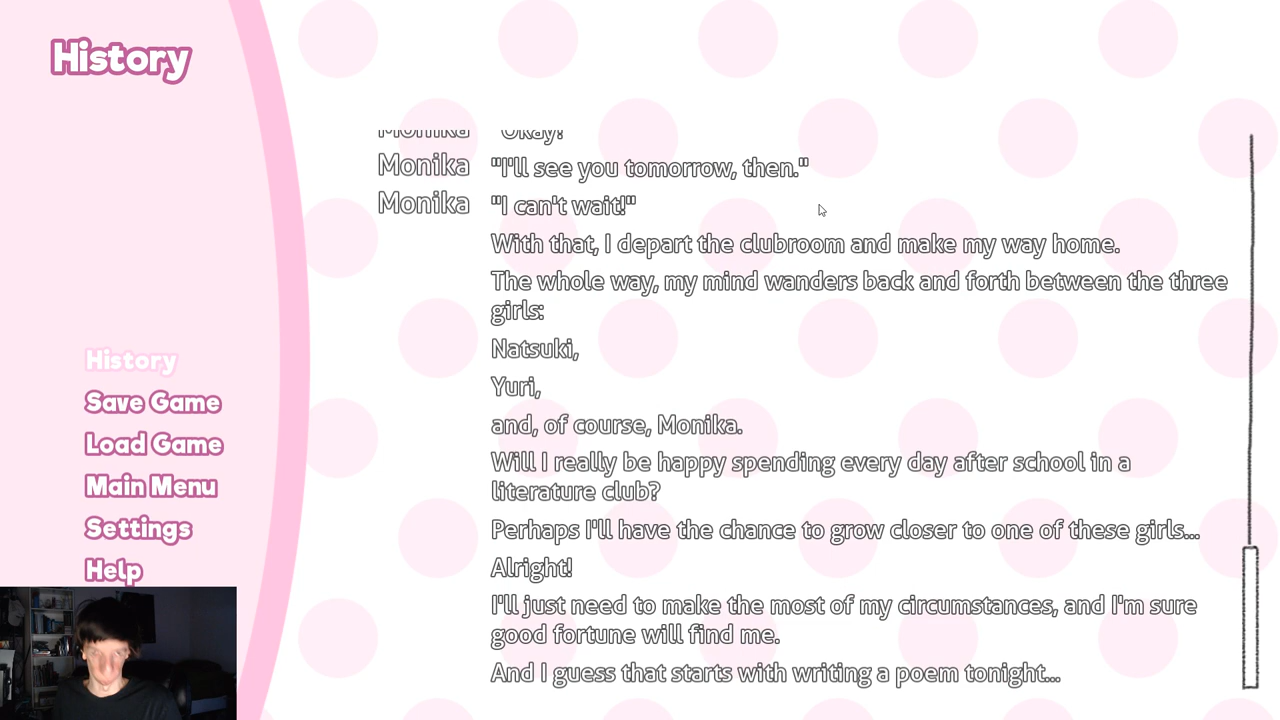 History
Monika "Okay!
Monika "I'll see you tomorrow, then."
Monika "I can't wait!"
With that, I depart the clubroom and make my way home.
The whole way, my mind wanders back and forth between the three
girls:
Natsuki,
Yuri,
and, of course, Monika.
Will I really be happy spending every day after school in a
literature club?
Perhaps I'll have the chance to grow closer to one of these girls...
Alright!
I'll just need to make the most of my circumstances, and I'm sure
good fortune will find me.
And I guess that starts with writing a poem tonight...
History
Save Game
Load Game
Main Menu
Settings
Help